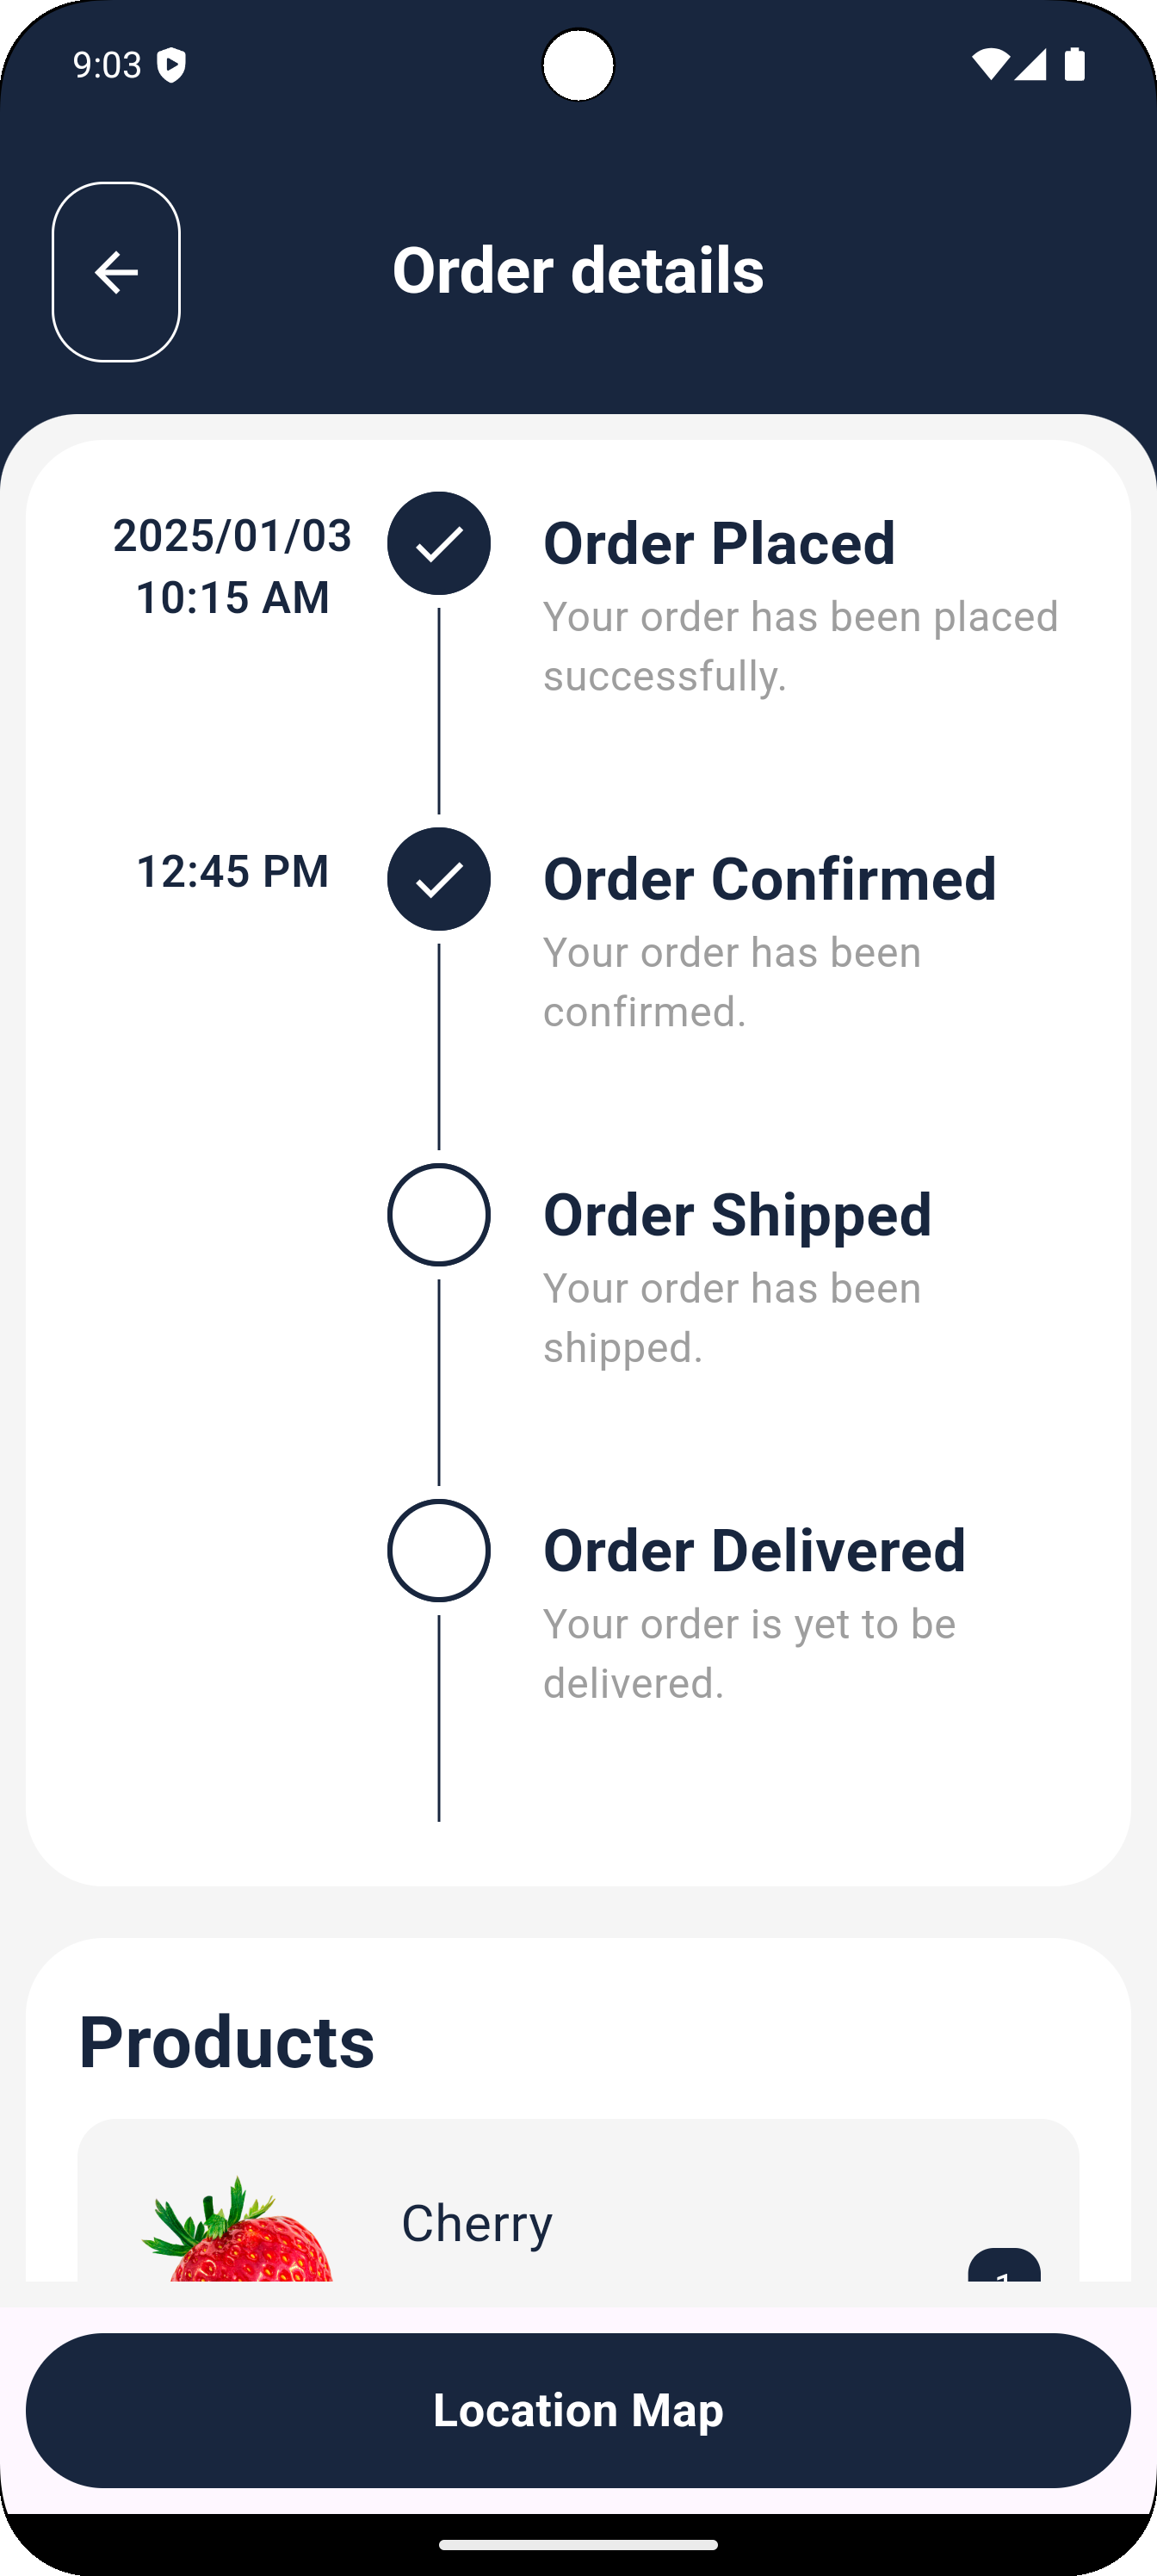 9:03
Order details
2025/01/03
10:15 AM
Order Placed
Your order has been placed
successfully.
12:45 PM
Order Confirmed
Your order has been
confirmed.
Order Shipped
Your order has been
shipped.
Order Delivered
Your order is yet to be
delivered.
Products
Cherry
Location Map